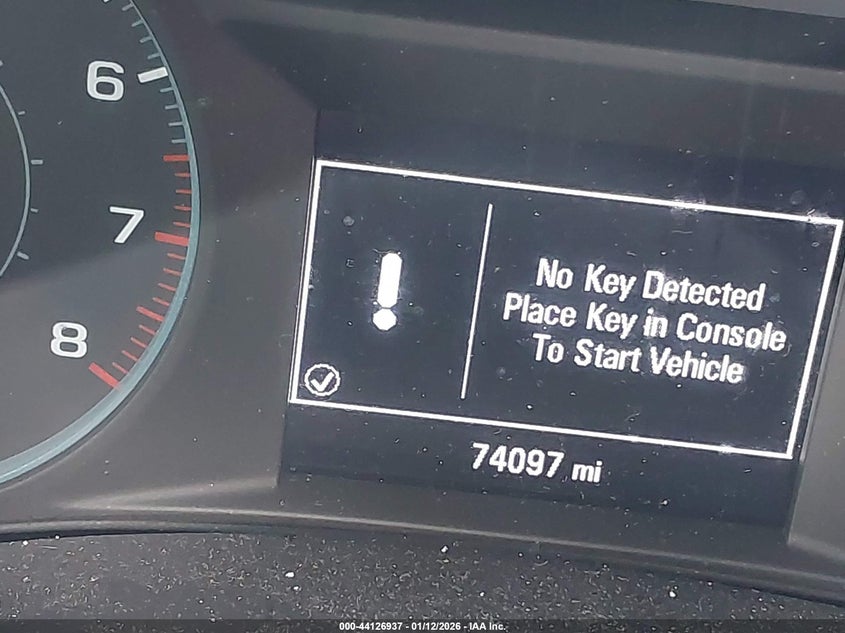 6
7
8
No Key Detected
Place Key in Console
To Start Vehicle
74097 mi
000-44126937 - 01/12/2026 - IAA Inc.